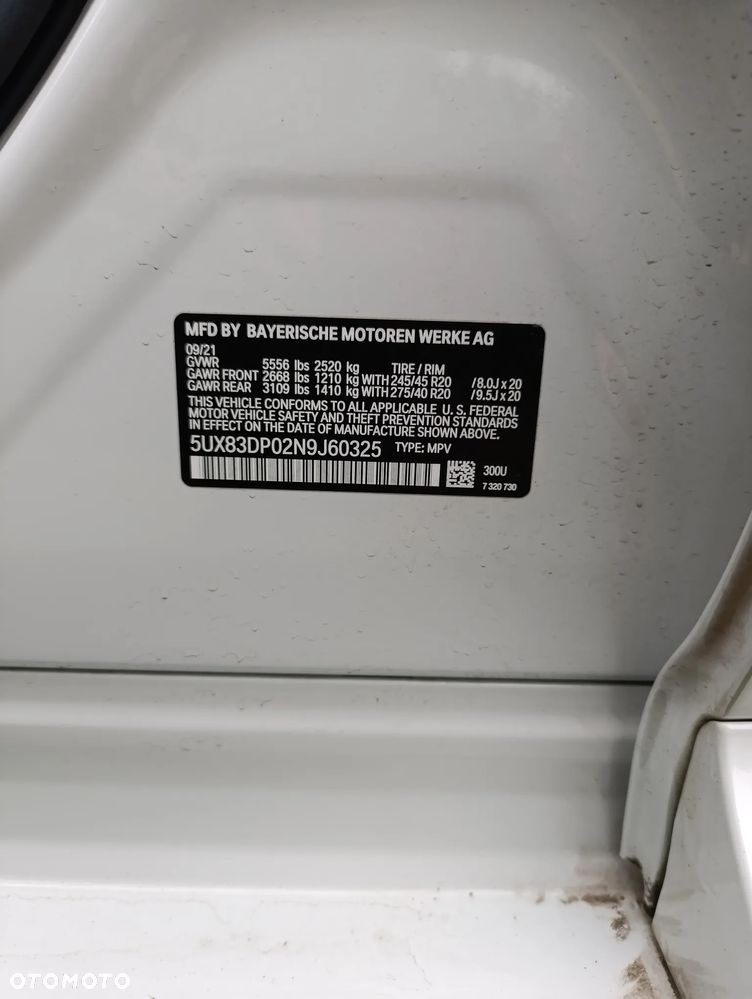 MFD BY BAYERISCHE MOTOREN WERKE AG
09/21
GVWR 5556 lbs 2520 kg TIRE / RIM
GAWR FRONT 2668 lbs 1210 kg WITH 245/45 R20 /8.0J x 20
GAWR REAR 3109 lbs 1410 kg WITH 275/40 R20 /9.5J x 20
THIS VEHICLE CONFORMS TO ALL APPLICABLE U. S. FEDERAL
MOTOR VEHICLE SAFETY AND THEFT PREVENTION STANDARDS
IN EFFECT ON THE DATE OF MANUFACTURE SHOWN ABOVE.
5UX83DP02N9J60325 TYPE: MPV
300U
7 320 730
OTOMOTO